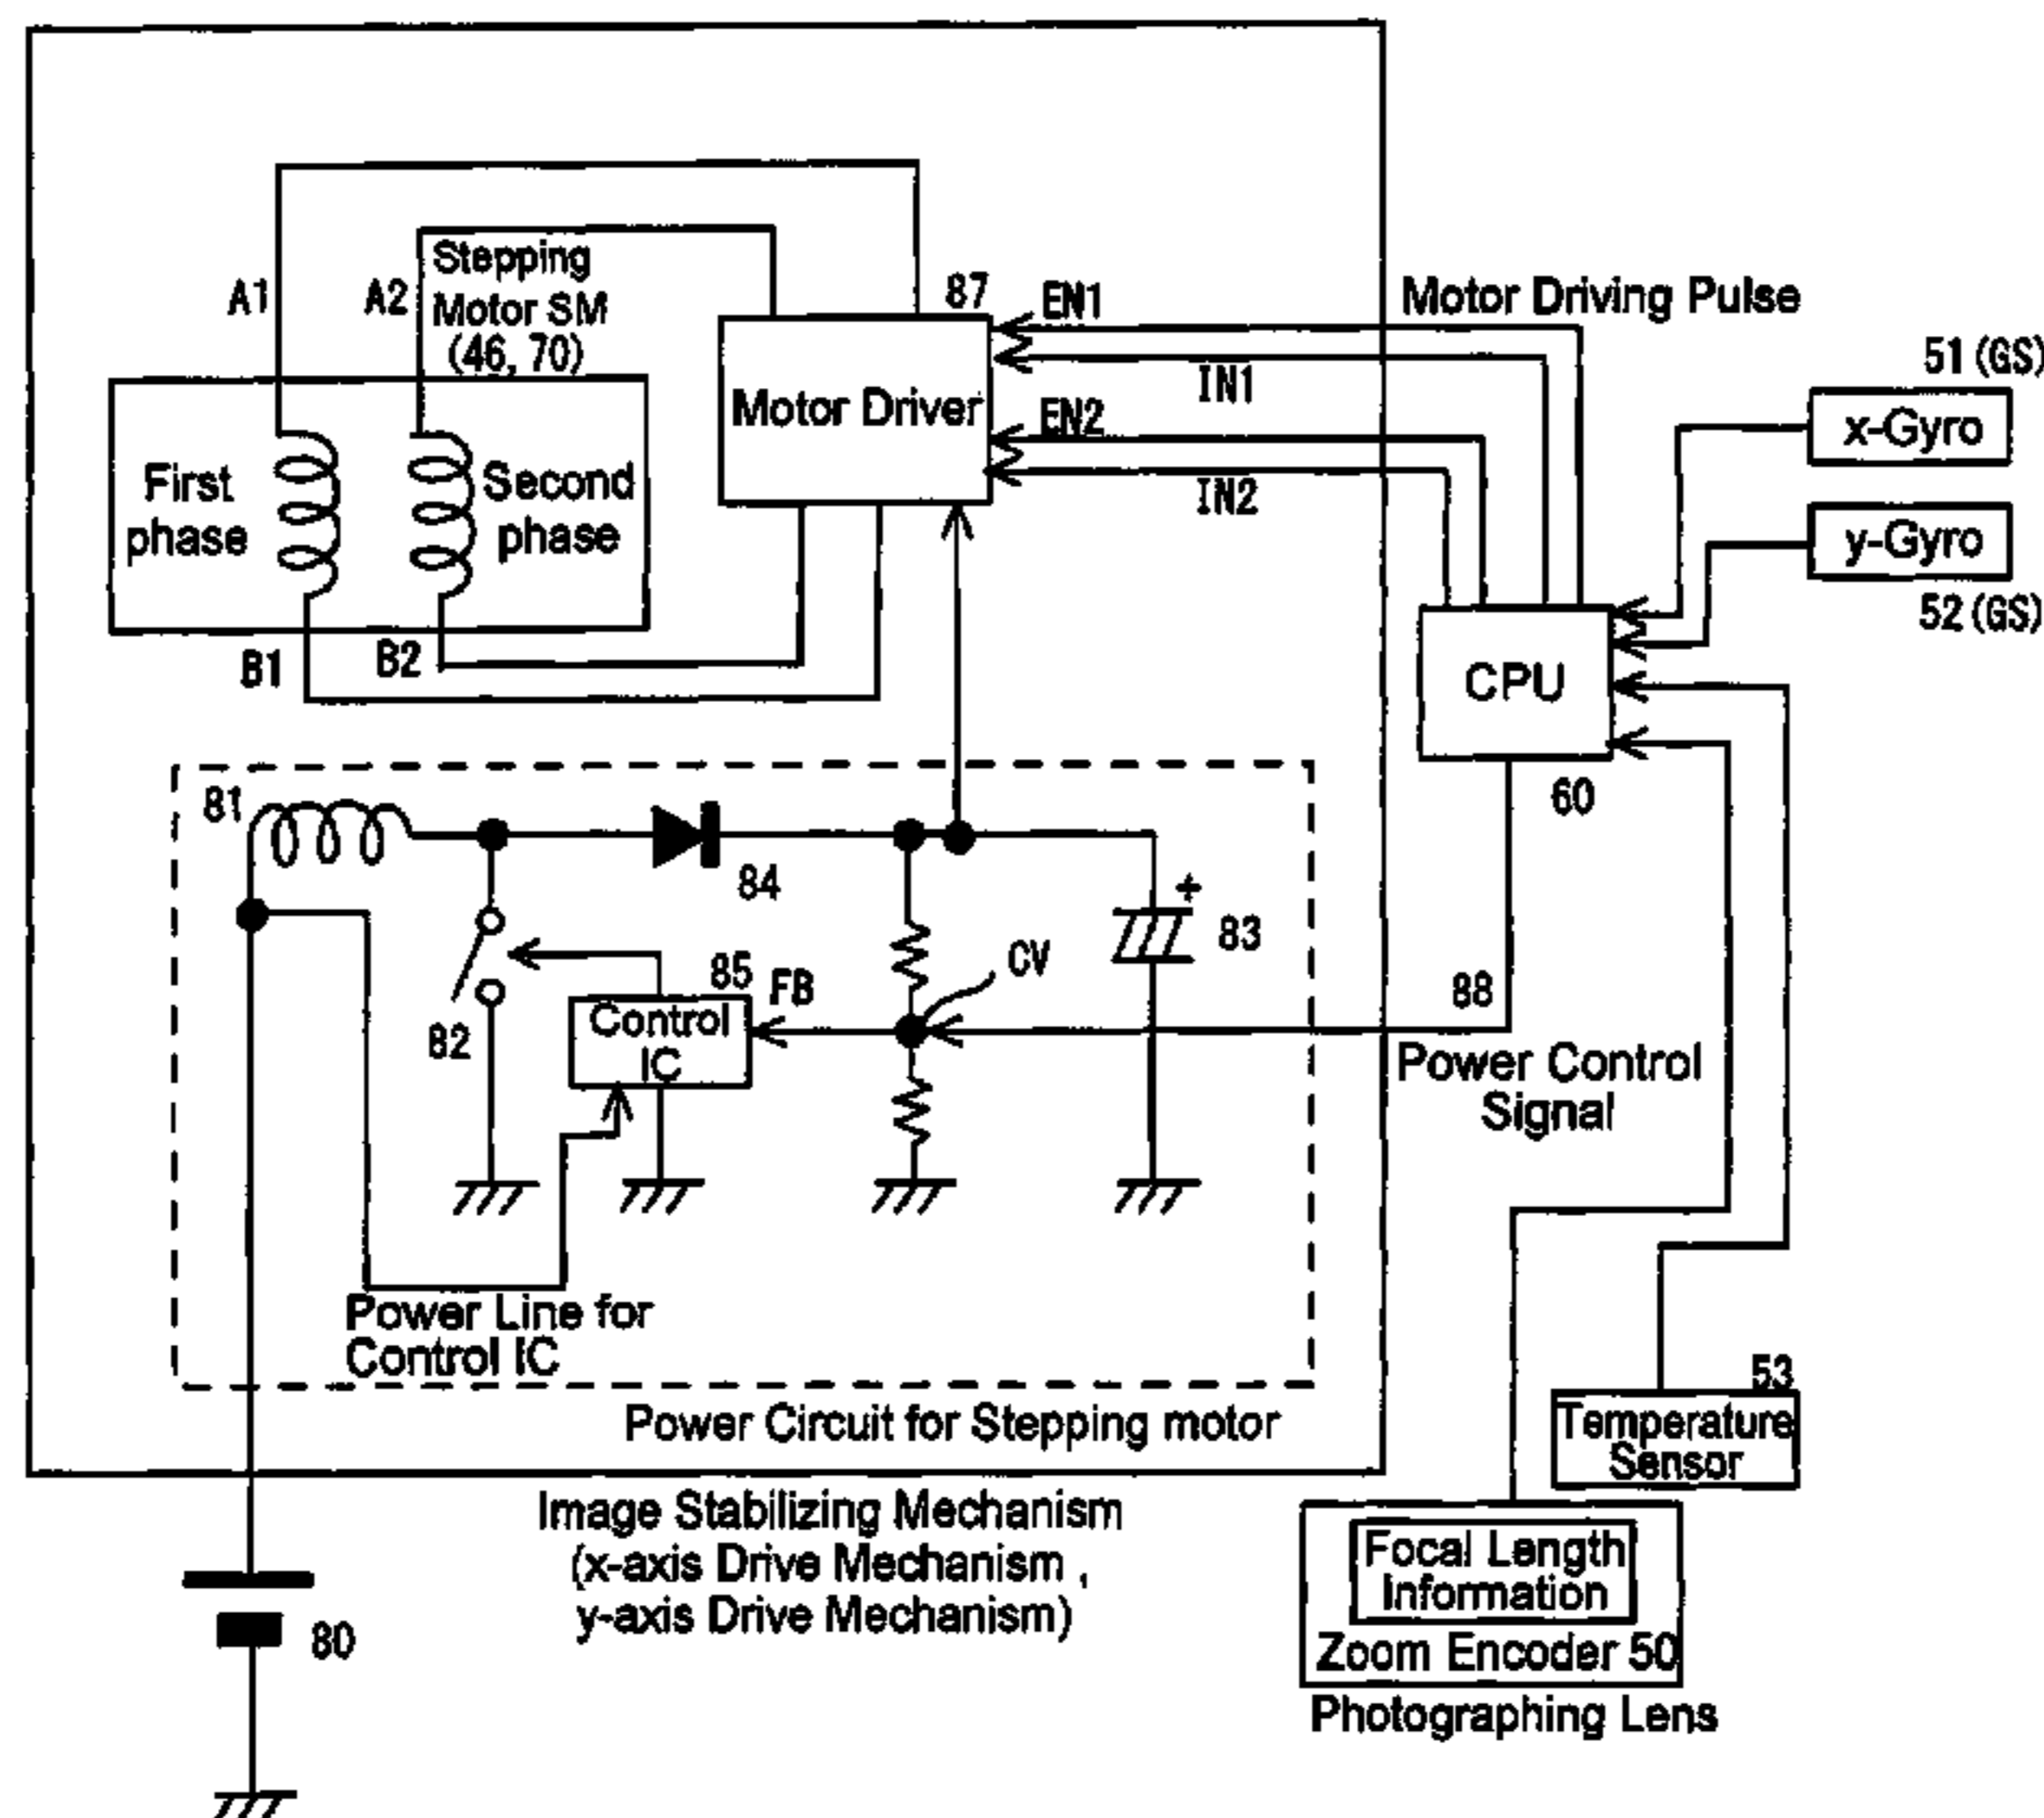 A1
A2
Stepping
Motor SM
(46, 70)
87
EN1
Motor Driving Pulse
IN1
EN2
IN2
Motor Driver
51(GS)
x-Gyro
y-Gyro
52(GS)
First
phase
Second
phase
B1
B2
CPU
60
81
84
+
83
CV
85
FB
Control
IC
82
88
Power Control
Signal
Power Line for
Control IC
Power Circuit for Stepping motor
53
Temperature
Sensor
Image Stabilizing Mechanism
(x-axis Drive Mechanism ,
y-axis Drive Mechanism)
80
Focal Length
Information
Zoom Encoder 50
Photographing Lens